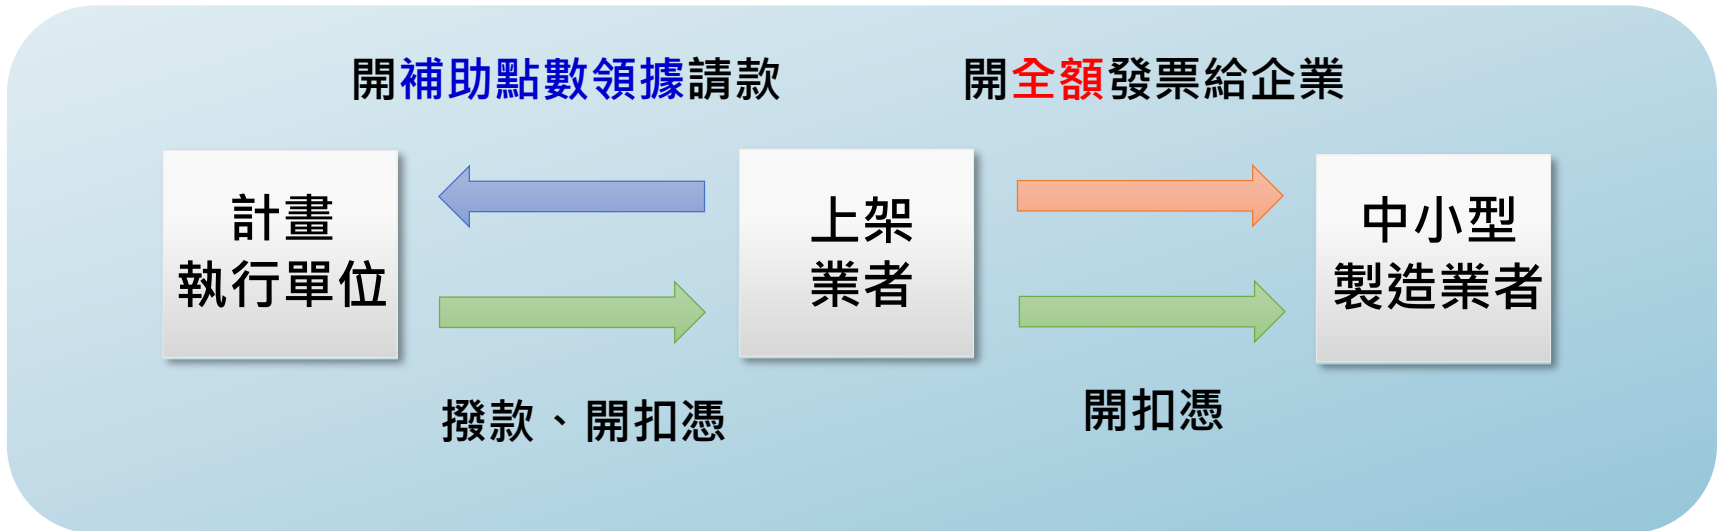 開補助點數領據請款
開全額發票給企業
計畫
執行單位
上架
業者
中小型
製造業者
撥款、開扣憑
開扣憑